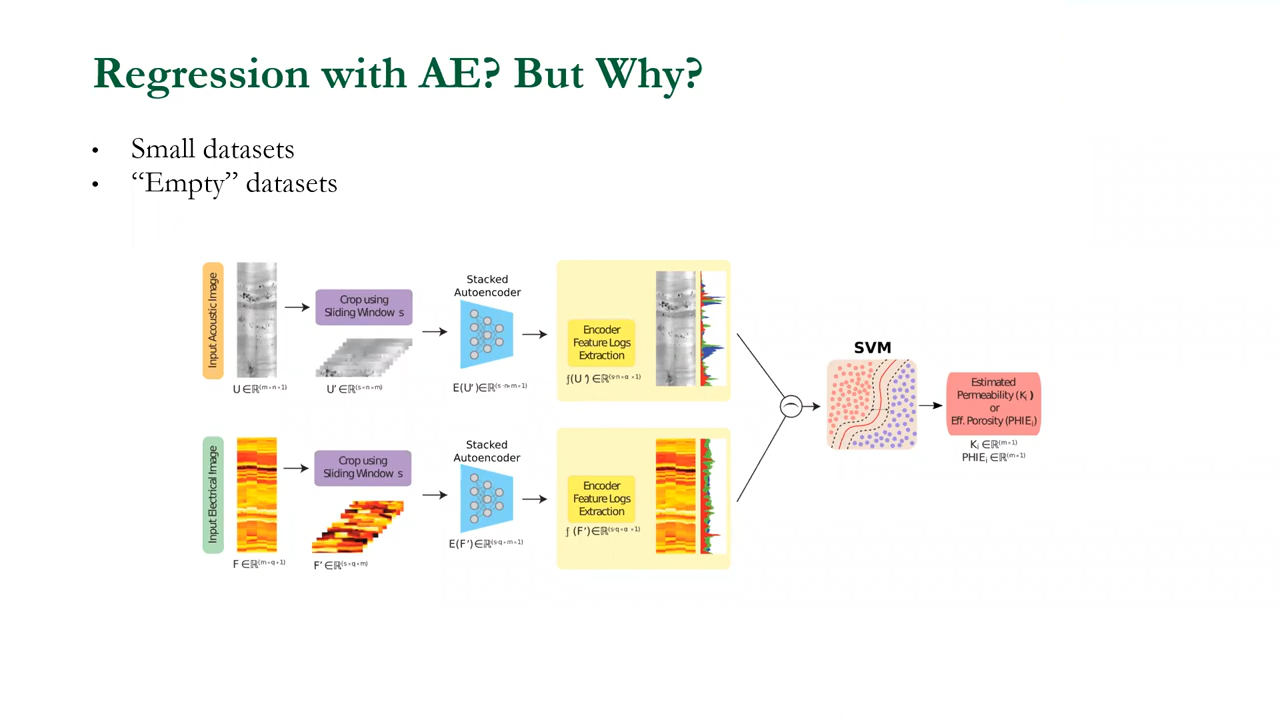 Regression with AE? But Why?
• Small datasets
• “Empty” datasets
Input Acoustic Image
U ∈ℝ(m×n×1)
Crop using
Sliding Window s
U' ∈ℝ(s×n×m)
Stacked
Autoencoder
Encoder
Feature Logs
Extraction
SVM
Estimated
Permeability (Kᵢ)
or
Eff. Porosity (PHIEᵢ)
Kᵢ ∈ℝ(m×1)
PHIEᵢ ∈ℝ(m×1)
Input Electrical Image
F ∈ℝ(m×q×1)
Crop using
Sliding Window s
F' ∈ℝ(s×q×m)
Stacked
Autoencoder
E(F')∈ℝ(s·q×m×1)
Encoder
Feature Logs
Extraction